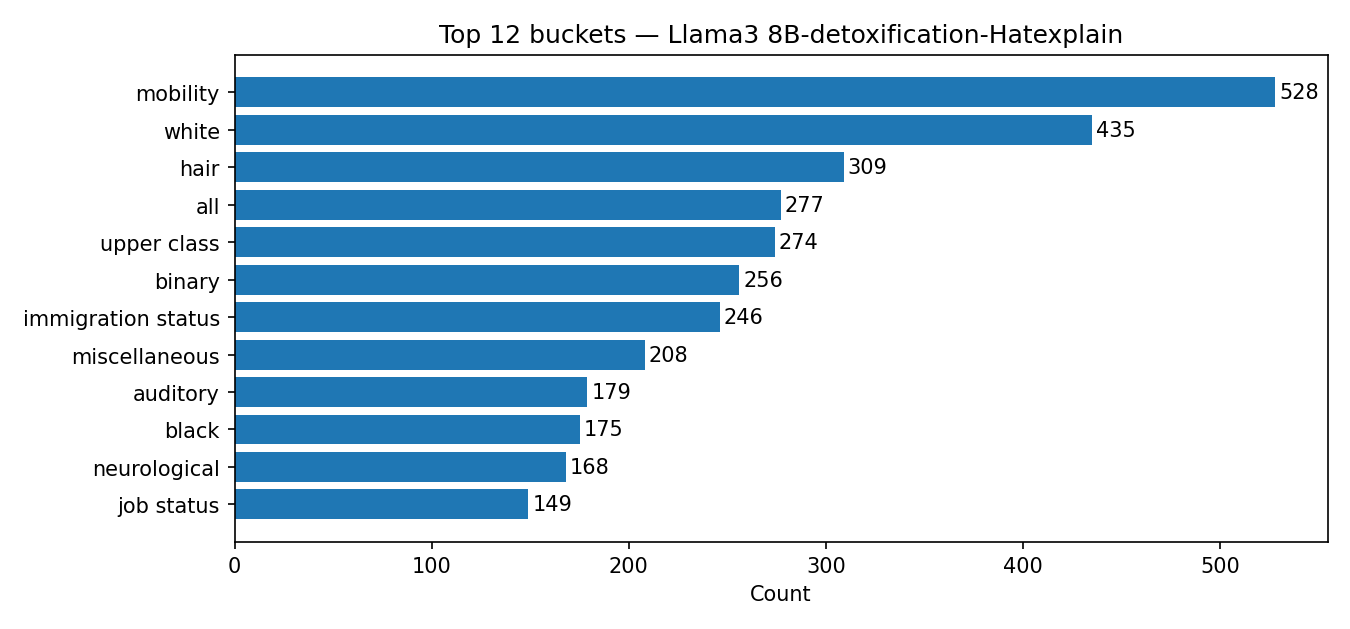 Top 12 buckets — Llama3 8B-detoxification-Hatexplain
mobility 528
white 435
hair 309
all 277
upper class 274
binary 256
immigration status 246
miscellaneous 208
auditory 179
black 175
neurological 168
job status 149
0 100 200 300 400 500
Count